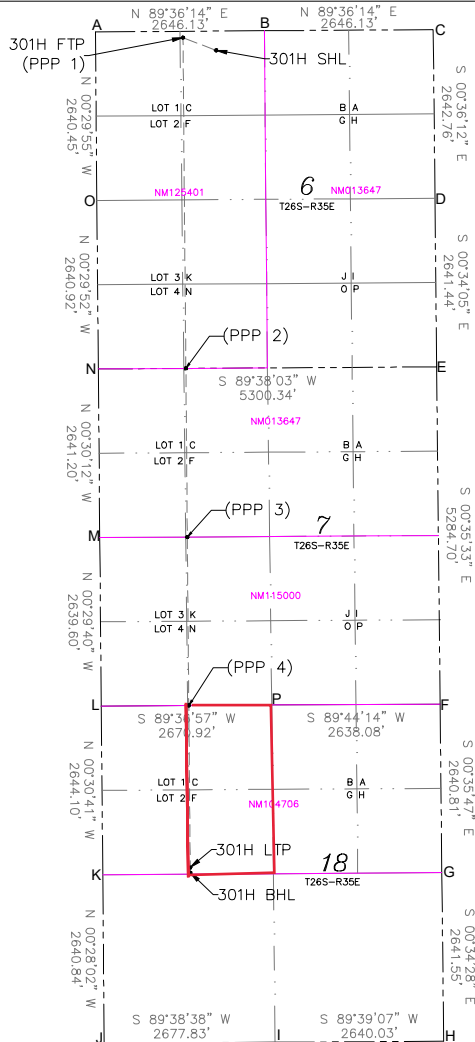 N 89°36'14" E
2646.13'
N 89°36'14" E
2646.13'
A
B
C
301H FTP
(PPP 1)
301H SHL
N 00°29'55" W
2640.45'
S 00°36'12" E
2642.76'
LOT 1 C
LOT 2 F
B A
G H
6
T26S-R35E
NM125401
NM013647
O
D
N 00°29'52" W
2640.92'
S 00°34'05" E
2641.44'
LOT 3 K
LOT 4 N
J I
O P
(PPP 2)
N
E
S 89°38'03" W
5300.34'
NM013647
N 00°30'12" W
2641.20'
LOT 1 C
LOT 2 F
B A
G H
S 00°35'33" E
5284.70'
(PPP 3)
M
7
T26S-R35E
NM115000
N 00°29'40" W
2639.60'
LOT 3 K
LOT 4 N
J I
O P
(PPP 4)
L
P
F
S 89°36'57" W
2670.92'
S 89°44'14" W
2638.08'
N 00°30'41" W
2644.10'
S 00°35'47" E
2640.81'
LOT 1 C
LOT 2 F
B A
G H
NM104706
301H LTP
18
T26S-R35E
K
G
301H BHL
N 00°28'02" W
2640.84'
S 00°34'28" E
2641.55'
S 89°38'38" W
2677.83'
S 89°39'07" W
2640.03'
J
I
H